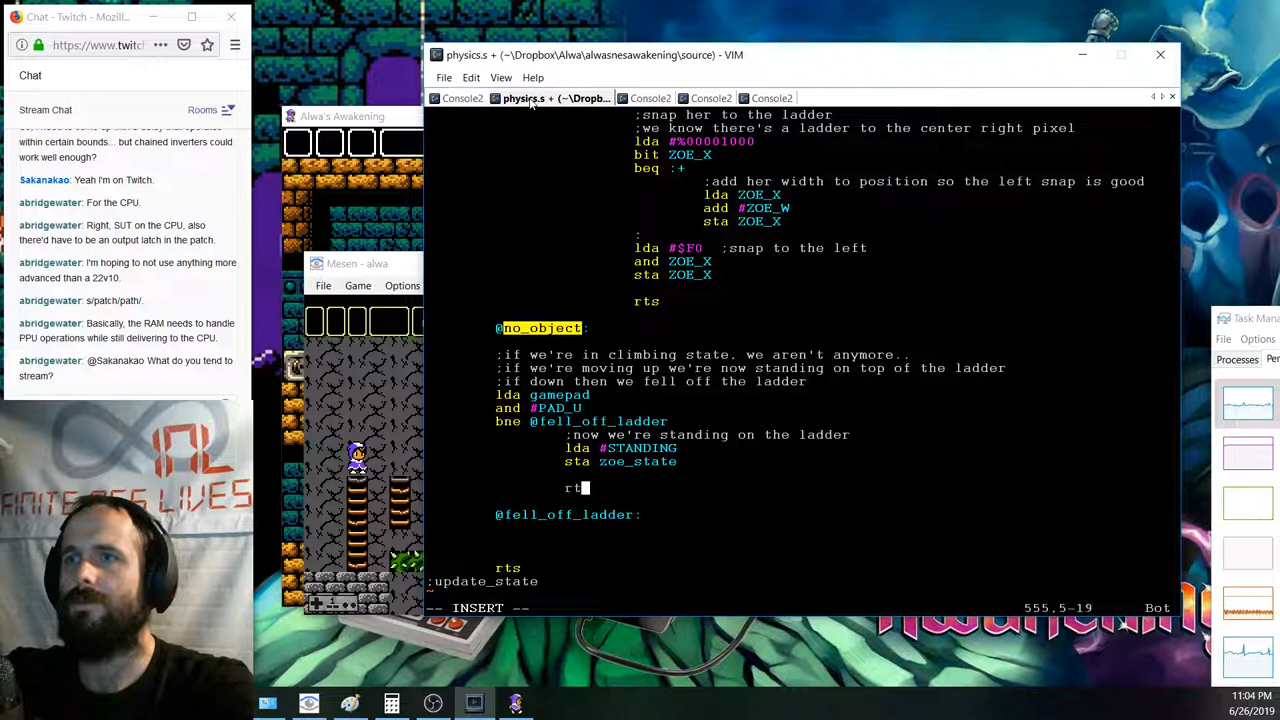 Chat - Twitch - Mozill...
https://www.twitch
Chat
Stream Chat
Rooms
within certain bounds... but chained inverters could
work well enough?
Sakanakao: Yeah I'm on Twitch.
abridgewater: For the CPU.
abridgewater: Right, SUT on the CPU, also
there'd have to be an output latch in the patch.
abridgewater: I'm hoping to not use anything more
advanced than a 22v10.
abridgewater: s/patch/path/.
abridgewater: Basically, the RAM needs to handle
PPU operations while still delivering to the CPU.
abridgewater: @Sakanakao What do you tend to
stream?
INFINITE NES LIVES
Alwa's Awakening
Mesen - alwa
File Game Options
physics.s + (~\Dropbox\Alwa\alwasnesawakening\source) - VIM
File Edit View Help
Console2 physics.s + (~\Dropb... Console2 Console2 Console2
;snap her to the ladder
;we know there's a ladder to the center right pixel
lda #%00001000
bit ZOE_X
beq :+
;add her width to position so the left snap is good
lda ZOE_X
add #ZOE_W
sta ZOE_X
:
lda #$F0 ;snap to the left
and ZOE_X
sta ZOE_X
rts
@no_object:
;if we're in climbing state, we aren't anymore..
;if we're moving up we're now standing on top of the ladder
;if down then we fell off the ladder
lda gamepad
and #PAD_U
bne @fell_off_ladder
;now we're standing on the ladder
lda #STANDING
sta zoe_state
rt
@fell_off_ladder:
rts
;update_state
~
-- INSERT -- 555,5-19 Bot
Task Man
File Options
Processes Per
11:04 PM
6/26/2019